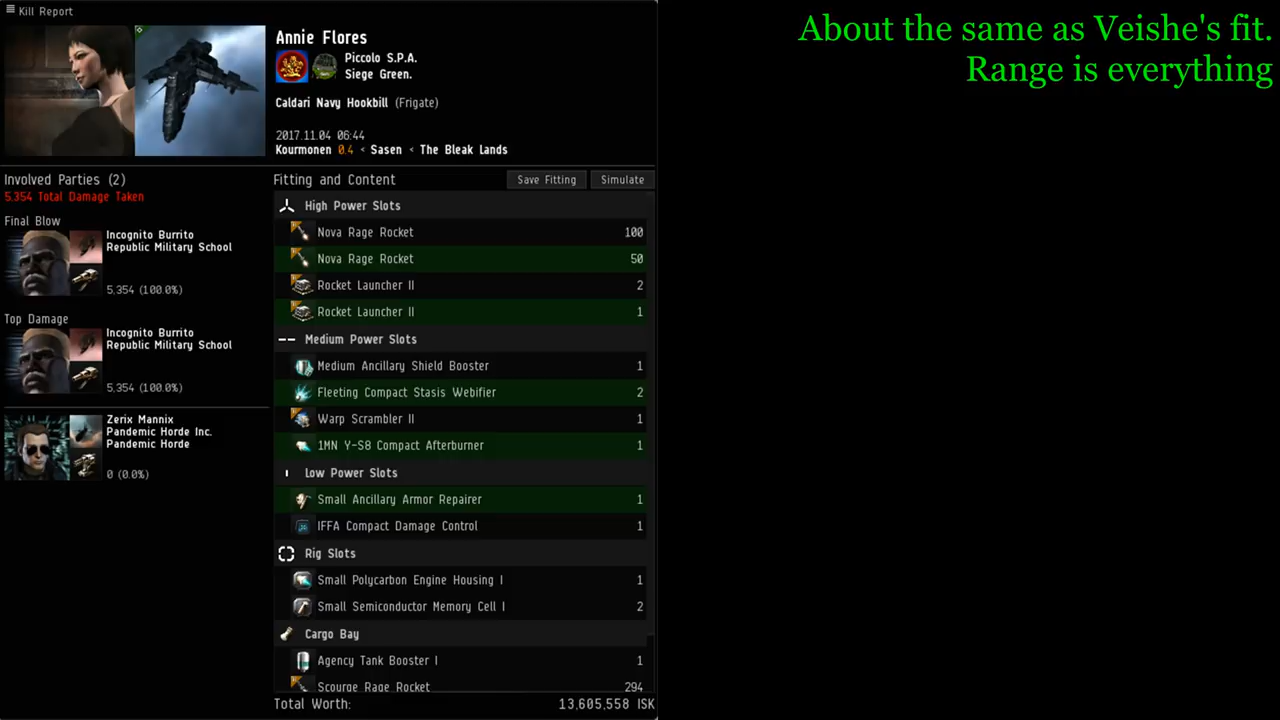 Kill Report
Annie Flores
Piccolo S.P.A.
Siege Green.
Caldari Navy Hookbill (Frigate)
2017.11.04 06:44
Kourmonen 0.4 < Sasen < The Bleak Lands
Involved Parties (2)
5,354 Total Damage Taken
Final Blow
Incognito Burrito
Republic Military School
5,354 (100.0%)
Top Damage
Incognito Burrito
Republic Military School
5,354 (100.0%)
Zerix Mannix
Pandemic Horde Inc.
Pandemic Horde
0 (0.0%)
Fitting and Content
Save Fitting
Simulate
High Power Slots
Nova Rage Rocket 100
Nova Rage Rocket 50
Rocket Launcher II 2
Rocket Launcher II 1
Medium Power Slots
Medium Ancillary Shield Booster 1
Fleeting Compact Stasis Webifier 2
Warp Scrambler II 1
1MN Y-S8 Compact Afterburner 1
Low Power Slots
Small Ancillary Armor Repairer 1
IFFA Compact Damage Control 1
Rig Slots
Small Polycarbon Engine Housing I 1
Small Semiconductor Memory Cell I 2
Cargo Bay
Agency Tank Booster I 1
Scourge Rage Rocket 294
Total Worth: 13,605,558 ISK
About the same as Veishe's fit.
Range is everything